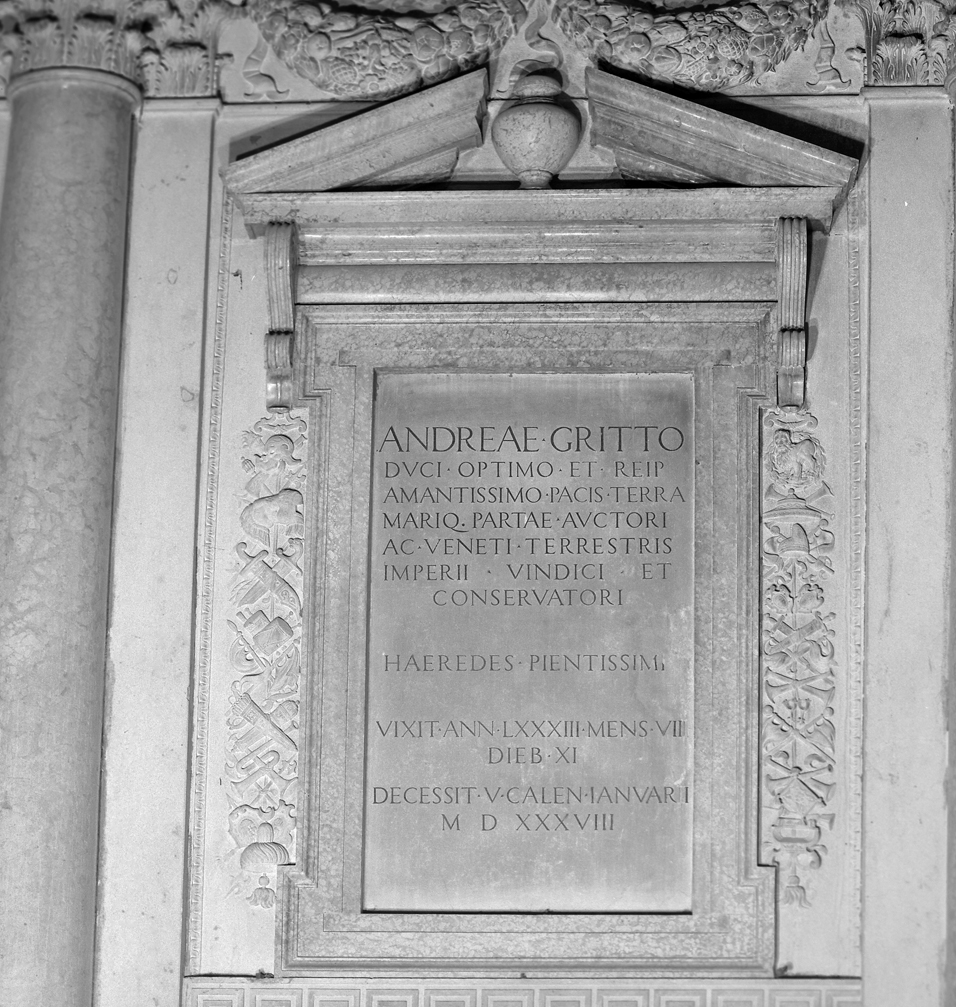 ANDREAE·GRITTO
DVCI·OPTIMO·ET·REIP
AMANTISSIMO·PACIS·TERRA
MARIQ.PARTAE·AVCTORI
AC·VENETI·TERRESTRIS
IMPERII · VINDICI · ET
CONSERVATORI
HAEREDES·PIENTISSIMI
VIXIT·ANN·LXXXIII·MENS·VIII
DIEB·XI
DECESSIT·V·CALEN·IANVARII
M D XXXVIII